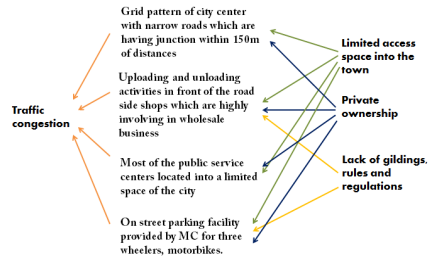 Grid pattern of city center
with narrow roads which are
having junction within 150m
of distances
Uploading and unloading
activities in front of the road
side shops which are highly
involving in wholesale
business
Most of the public service
centers located into a limited
space of the city
On street parking facility
provided by MC for three
wheelers, motorbikes.
Traffic
congestion
Limited access
space into the
town
Private
ownership
Lack of gildings,
rules and
regulations